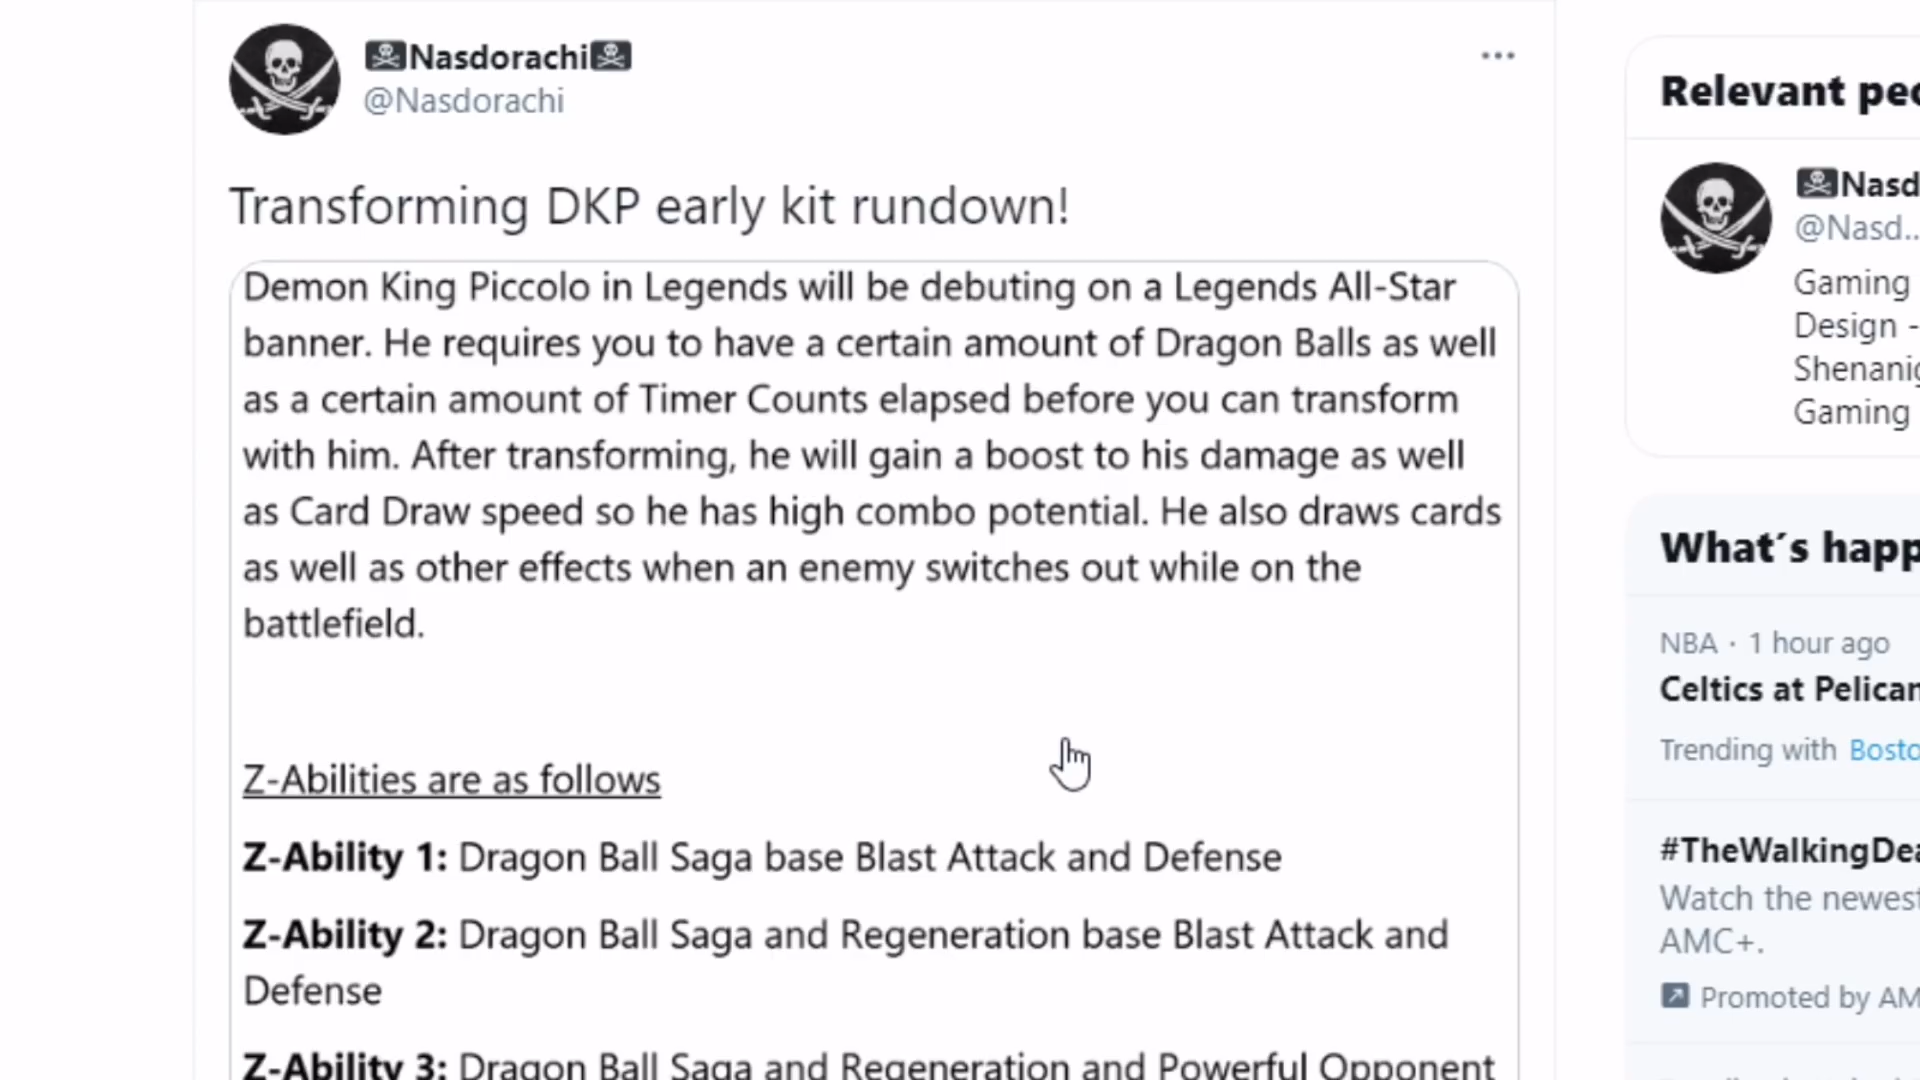 Nasdorachi
@Nasdorachi
Transforming DKP early kit rundown!
Demon King Piccolo in Legends will be debuting on a Legends All-Star
banner. He requires you to have a certain amount of Dragon Balls as well
as a certain amount of Timer Counts elapsed before you can transform
with him. After transforming, he will gain a boost to his damage as well
as Card Draw speed so he has high combo potential. He also draws cards
as well as other effects when an enemy switches out while on the
battlefield.
Z-Abilities are as follows
Z-Ability 1: Dragon Ball Saga base Blast Attack and Defense
Z-Ability 2: Dragon Ball Saga and Regeneration base Blast Attack and
Defense
Z-Ability 3: Dragon Ball Saga and Regeneration and Powerful Opponent
Relevant peo
Nasd
@Nasd..
Gaming
Design -
Shenanig
Gaming
What´s happ
NBA · 1 hour ago
Celtics at Pelican
Trending with Bosto
#TheWalkingDea
Watch the newest
AMC+.
Promoted by AM